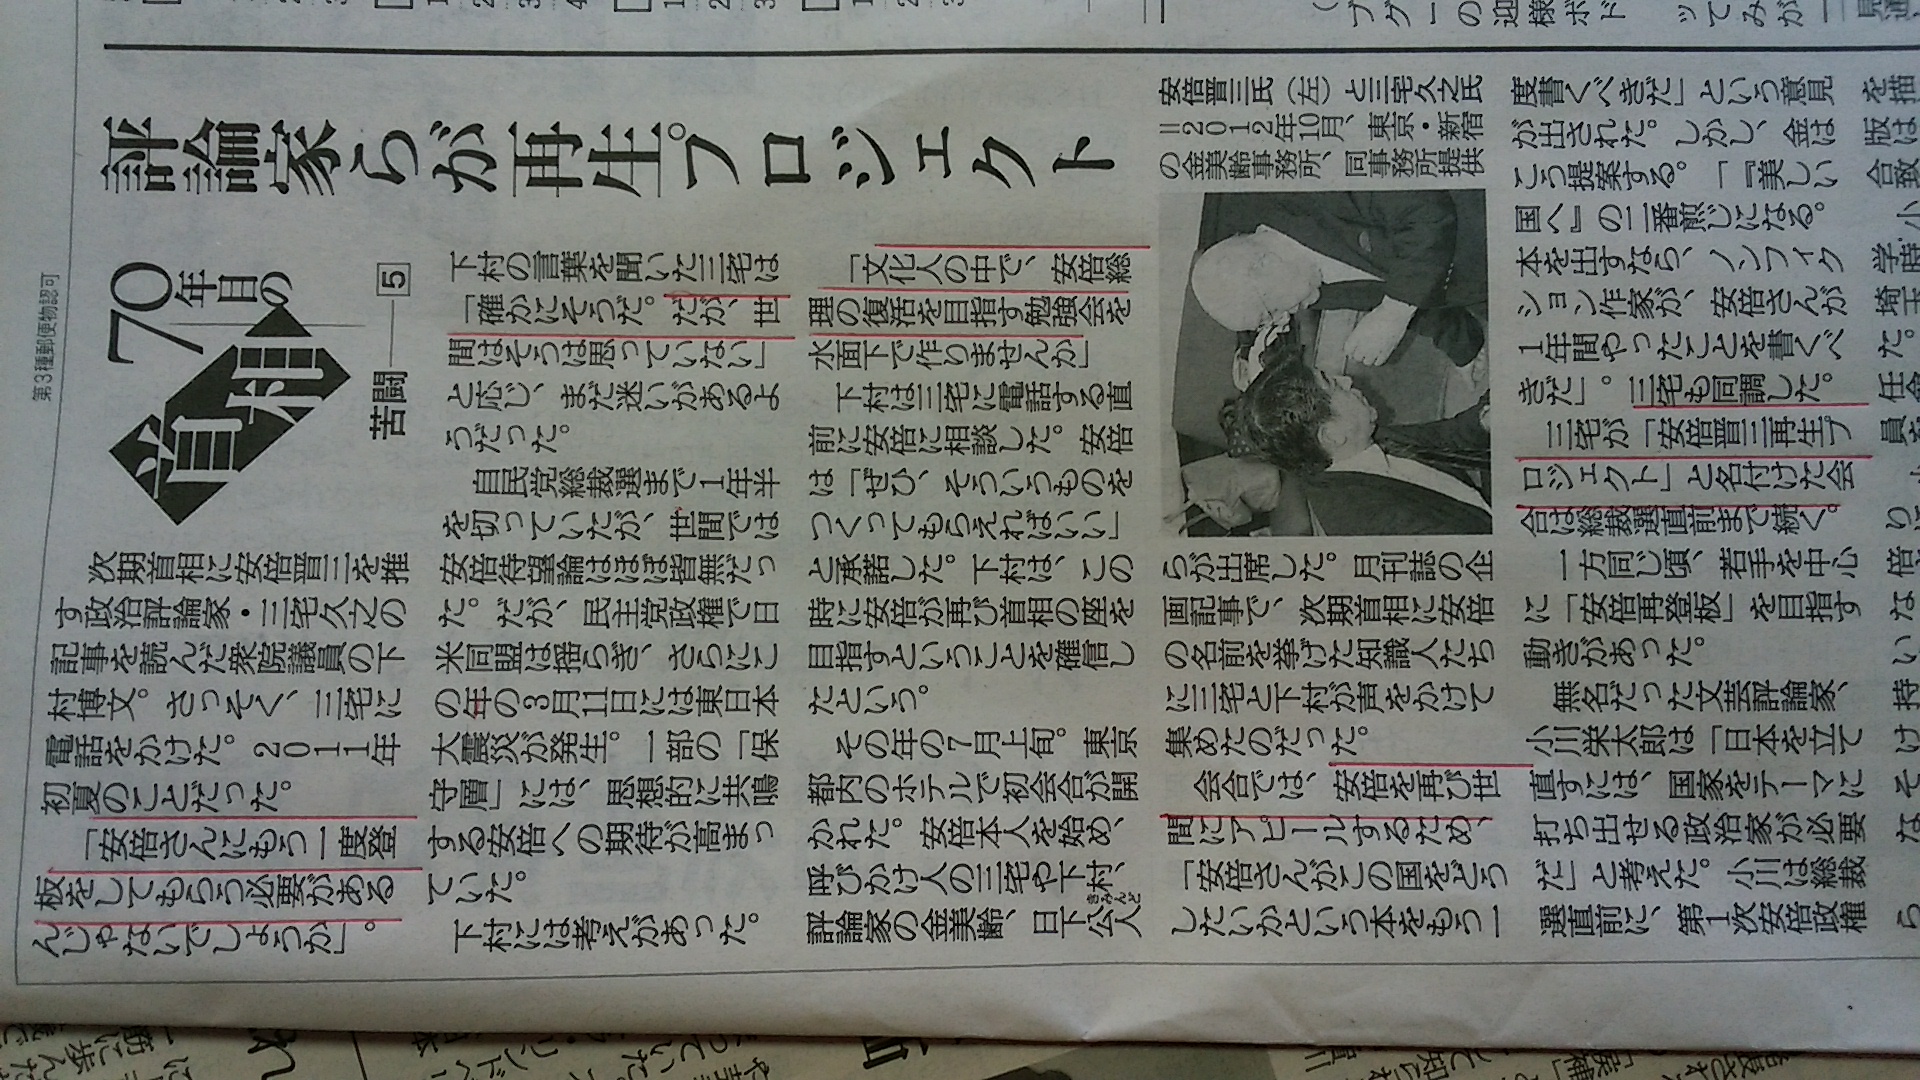 第3種郵便物認可
評論家らが再生プロジェクト
70年目の
首相
苦闘――5
次期首相に安倍晋三を推
す政治評論家・三宅久之の
記事を読んだ衆院議員の下
村博文。さっそく、三宅に
電話をかけた。2011年
初夏のことだった。
「安倍さんにもう一度登
板をしてもらう必要がある
んじゃないでしょうか」。
下村の言葉を聞いた三宅は
「確かにそうだ。だが、世
間はそうは思っていない」
と応じ、まだ迷いがあるよ
うだった。
自民党総裁選まで1年半
を切っていたが、世間では
安倍待望論はほぼ皆無だっ
た。だが、民主党政権で日
米同盟は揺らぎ、さらにこ
の年の3月11日には東日本
大震災が発生。一部の「保
守層」には、思想的に共鳴
する安倍への期待が高まっ
ていた。
下村には考えがあった。
「文化人の中で、安倍総
理の復活を目指す勉強会を
水面下で作りませんか」
下村は三宅に電話する直
前に安倍に相談した。安倍
は「ぜひ、そういうものを
つくってもらえればいい」
と承諾した。下村は、この
時に安倍が再び首相の座を
目指すということを確信し
たという。
その年の7月上旬。東京
都内のホテルで初会合が開
かれた。安倍本人を始め、
呼びかけ人の三宅や下村、
評論家の金美齢、日下公人
きみんど
安倍晋三氏(左)と三宅久之氏
=2012年10月、東京・新宿
の金美齢事務所、同事務所提供
らが出席した。月刊誌の企
画記事で、次期首相に安倍
の名前を挙げた知識人たち
に三宅と下村が声をかけて
集めたのだった。
会合では、安倍を再び世
間にアピールするため、
「安倍さんがこの国をどう
したいかという本をもう一
度書くべきだ」という意見
が出された。しかし、金は
こう提案する。「『美しい
国へ』の二番煎じになる。
本を出すなら、ノンフィク
ション作家が、安倍さんが
1年間やったことを書くべ
きだ」。三宅も同調した。
三宅が「安倍晋三再生プ
ロジェクト」と名付けた会
合は総裁選直前まで続く。
一方同じ頃、若手を中心
に「安倍再登板」を目指す
動きがあった。
無名だった文芸評論家、
小川栄太郎は「日本を立て
直すには、国家をテーマに
打ち出せる政治家が必要
だ」と考えた。小川は総裁
選直前に、第1次安倍政権
を描
版は
合致
小
学時
埼玉
た。
任会